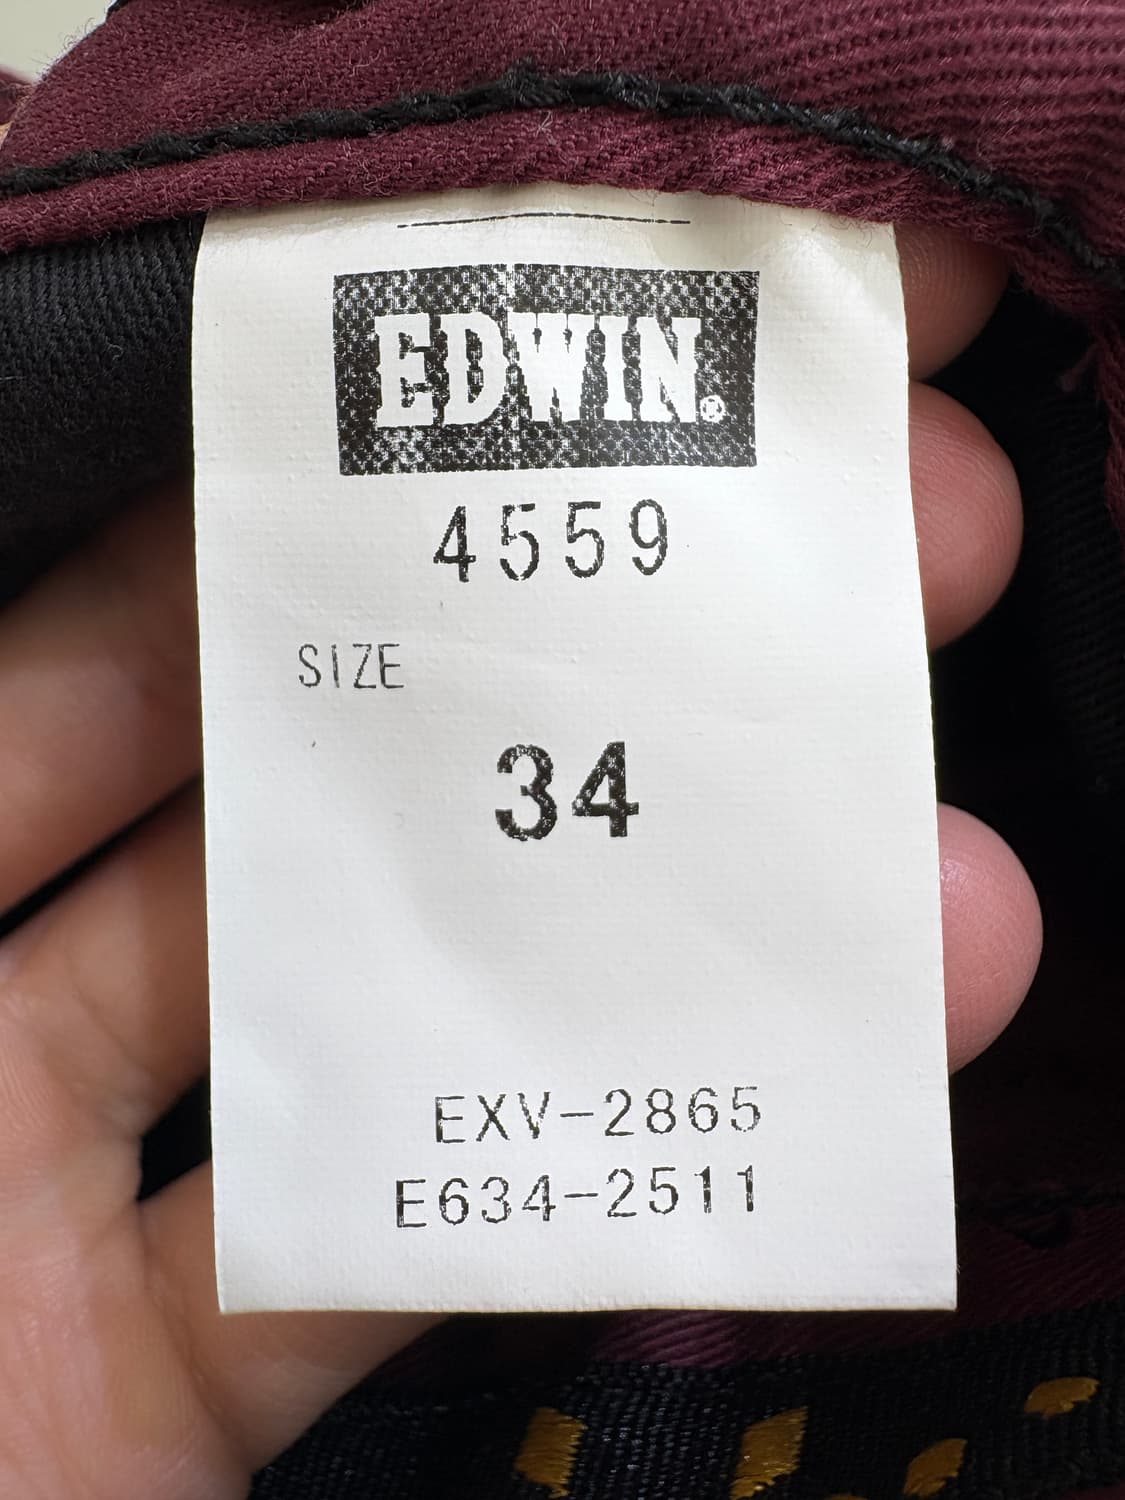 EDWIN®
4559
SIZE
34
EXV-2865
E634-2511